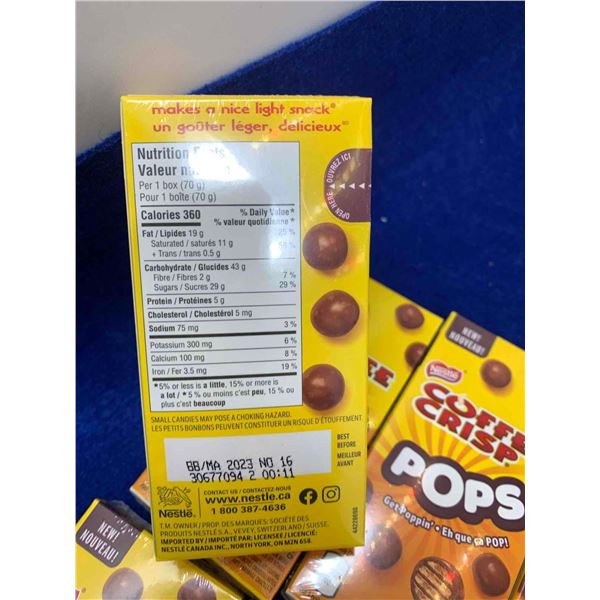 makes a nice light snack®
un goûter léger, délicieux®
Nutrition Facts
Valeur
Per 1 box (70 g)
Pour 1 boîte (70 g)
Calories 360
% Daily Value*
% valeur quotidienne*
Fat / Lipides 19 g 25 %
Saturated / saturés 11 g
+ Trans / trans 0.5 g
Carbohydrate / Glucides 43 g
Fibre / Fibres 2 g 7 %
Sugars / Sucres 29 g 29 %
Protein / Protéines 5 g
Cholesterol / Cholestérol 5 mg
Sodium 75 mg 3 %
Potassium 300 mg 6 %
Calcium 100 mg 8 %
Iron / Fer 3.5 mg 19 %
*5% or less is a little, 15% or more is
a lot / *5 % ou moins c'est peu, 15 % ou
plus c'est beaucoup
OPEN HERE ▲ OUVREZ ICI
SMALL CANDIES MAY POSE A CHOKING HAZARD.
LES PETITS BONBONS PEUVENT CONSTITUER UN RISQUE D'ÉTOUFFEMENT.
BB/MA 2023 NO 16
30677094 2 00:11
BEST
BEFORE
MEILLEUR
AVANT
Nestlé
CONTACT US / CONTACTEZ-NOUS
www.nestle.ca
1 800 387-4636
T.M. OWNER / PROP. DES MARQUES: SOCIÉTÉ DES
PRODUITS NESTLÉ S.A., VEVEY, SWITZERLAND / SUISSE.
IMPORTED BY / IMPORTÉ PAR: LICENSEE / LICENCIÉ:
NESTLÉ CANADA INC., NORTH YORK, ON M2N 6S8.
44228690
NEW!
NOUVEAU!
Nestlé
COFFEE
CRISP
POPS
Get Poppin' • Eh que ça POP!
NEW!
NOUVEAU!